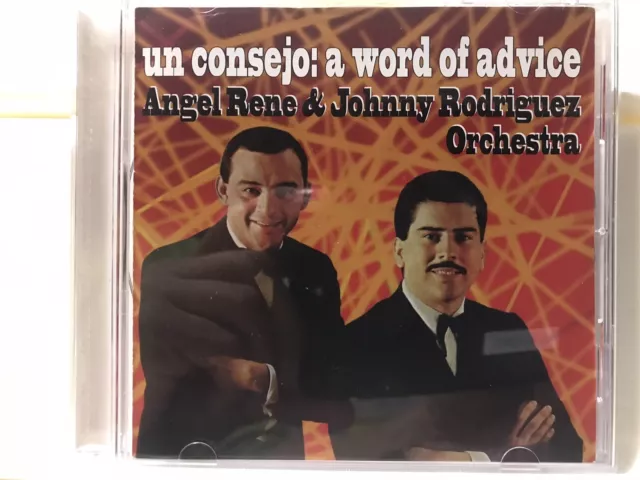 un consejo: a word of advice
Angel Rene & Johnny Rodriguez
Orchestra